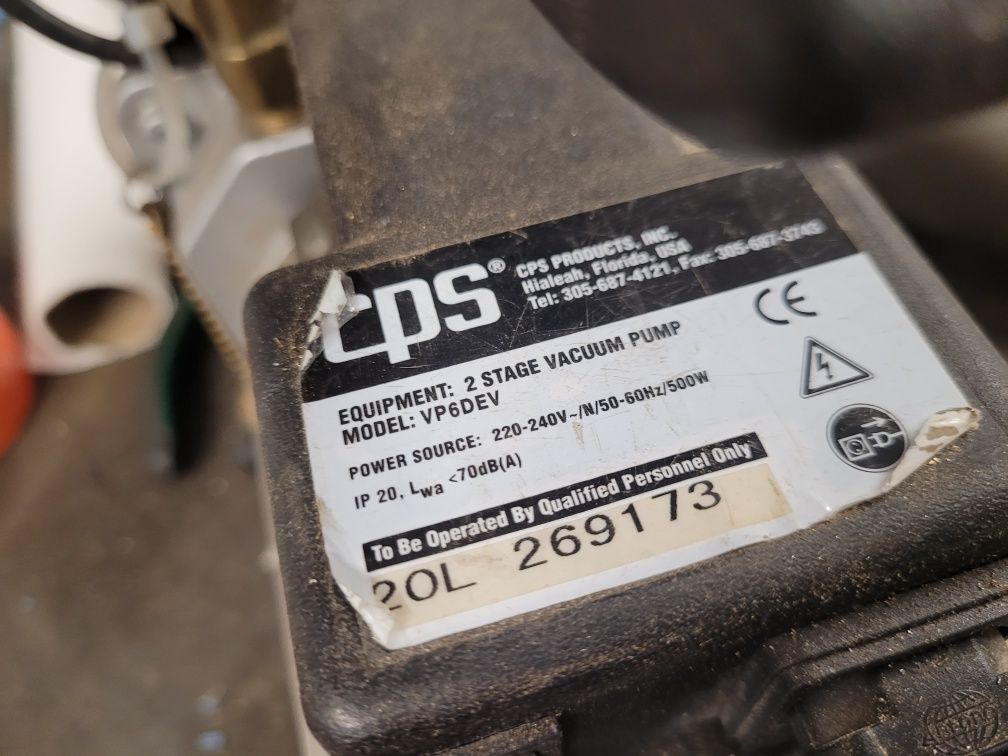 cps®
CPS PRODUCTS, INC.
Hialeah, Florida, USA
Tel: 305-687-4121, Fax: 305-687-3743
EQUIPMENT: 2 STAGE VACUUM PUMP
MODEL: VP6DEV
POWER SOURCE: 220-240V~/N/50-60Hz/500W
IP 20, Lwa <70dB(A)
To Be Operated By Qualified Personnel Only
20L 269173
CE